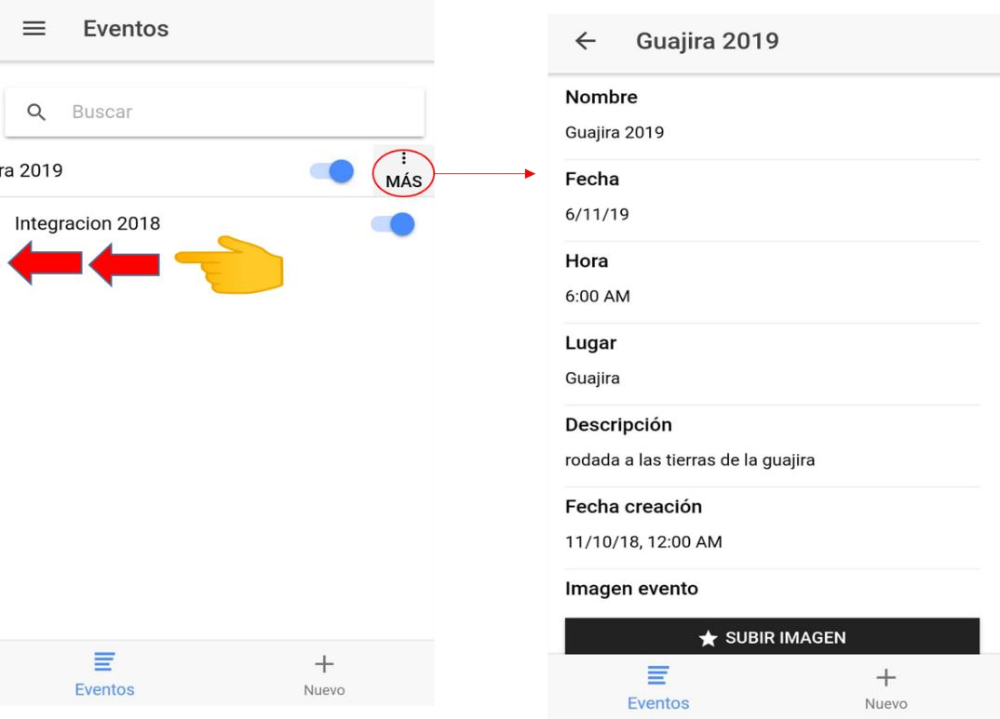 Eventos
Buscar
ra 2019
MÁS
Integracion 2018
Eventos
Nuevo
Guajira 2019
Nombre
Guajira 2019
Fecha
6/11/19
Hora
6:00 AM
Lugar
Guajira
Descripción
rodada a las tierras de la guajira
Fecha creación
11/10/18, 12:00 AM
Imagen evento
SUBIR IMAGEN
Eventos
Nuevo